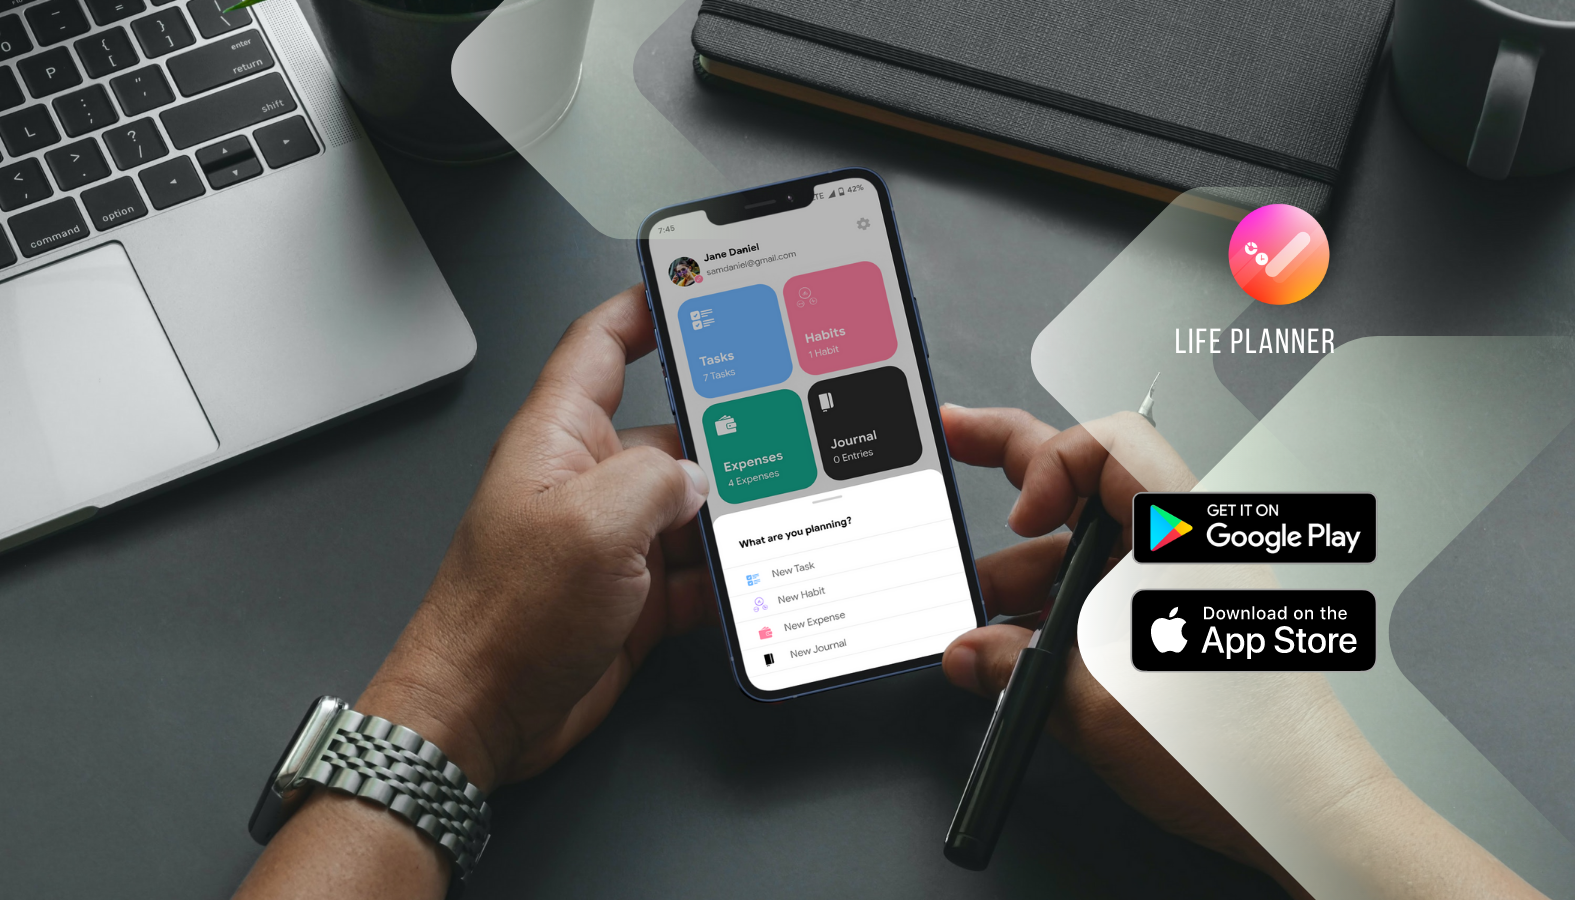 enter
return
shift
option
command
O
P
L
{
[
}
]
:
;
"
'
<
,
>
.
?
/
7:45
LTE 42%
Jane Daniel
samdaniel@gmail.com
Tasks
7 Tasks
Habits
1 Habit
Expenses
4 Expenses
Journal
0 Entries
What are you planning?
New Task
New Habit
New Expense
New Journal
LIFE PLANNER
GET IT ON
Google Play
Download on the
App Store